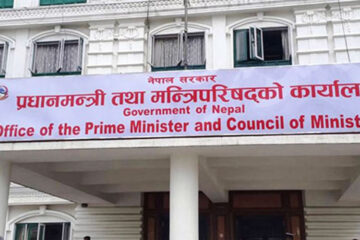 नेपाल सरकार
प्रधानमन्त्री तथा मन्त्रिपरिषद्को कार्याल
Government of Nepal
Office of the Prime Minister and Council of Minist